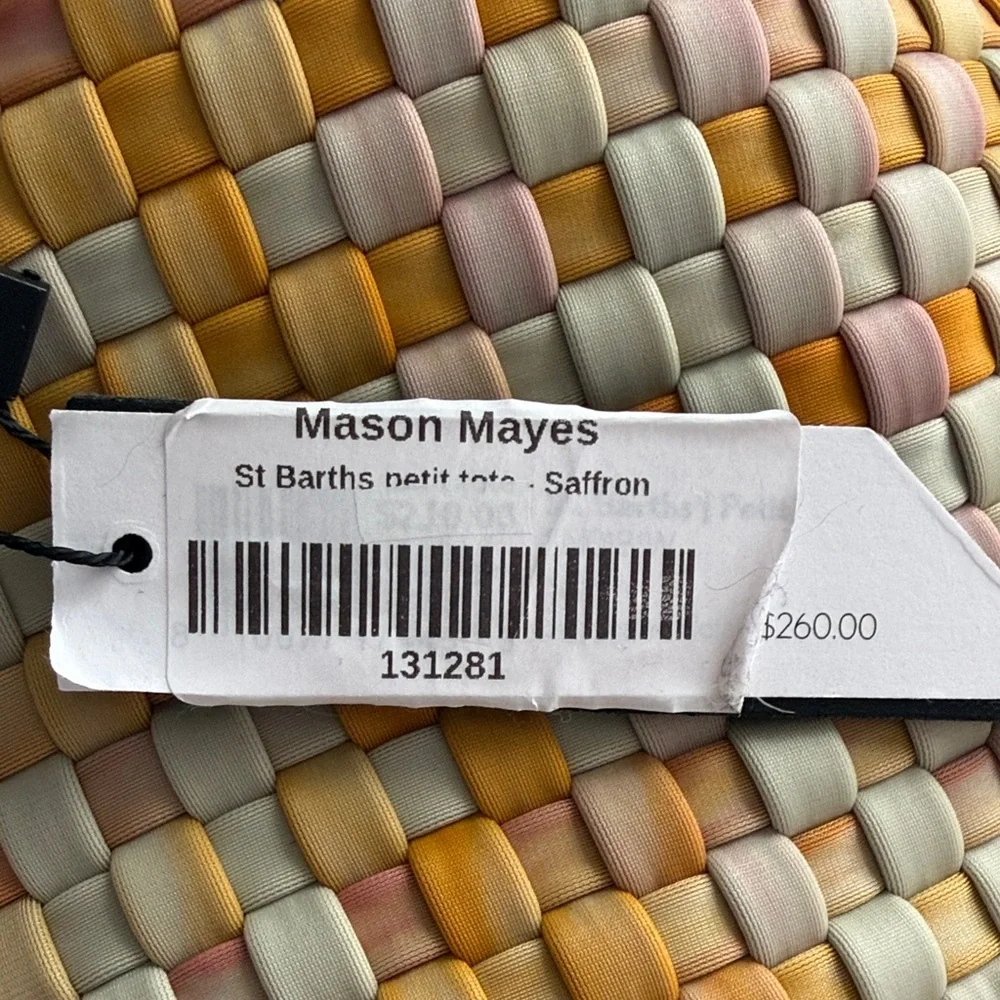 Mason Mayes
St Barths petit tote - Saffron
131281
$260.00